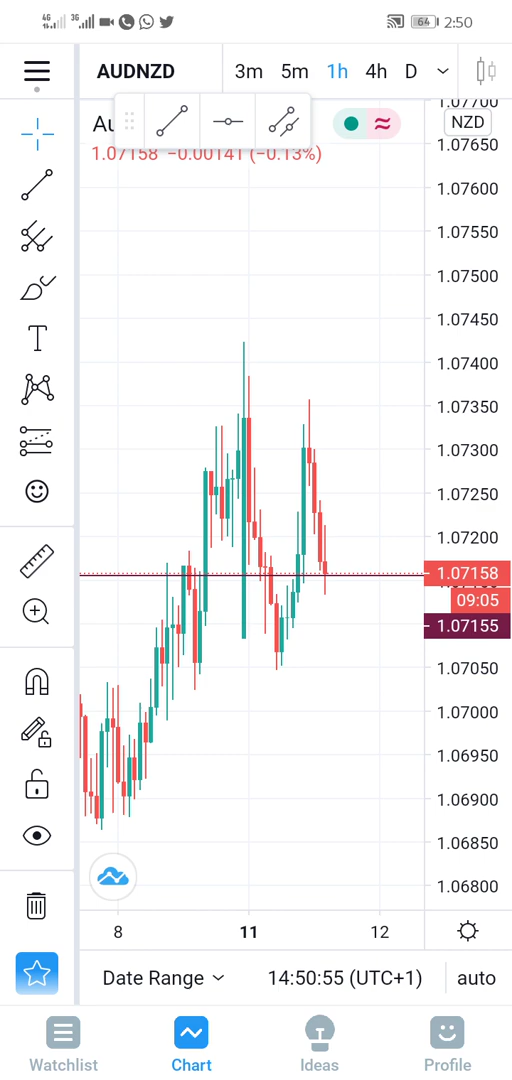 4G 3G 64 2:50
AUDNZD 3m 5m 1h 4h D
1.07700
Au NZD
1.07158 −0.00141 (−0.13%)
1.07650
1.07600
1.07550
1.07500
1.07450
1.07400
1.07350
1.07300
1.07250
1.07200
1.07158
09:05
1.07155
1.07050
1.07000
1.06950
1.06900
1.06850
1.06800
8 11 12
Date Range 14:50:55 (UTC+1) auto
Watchlist Chart Ideas Profile